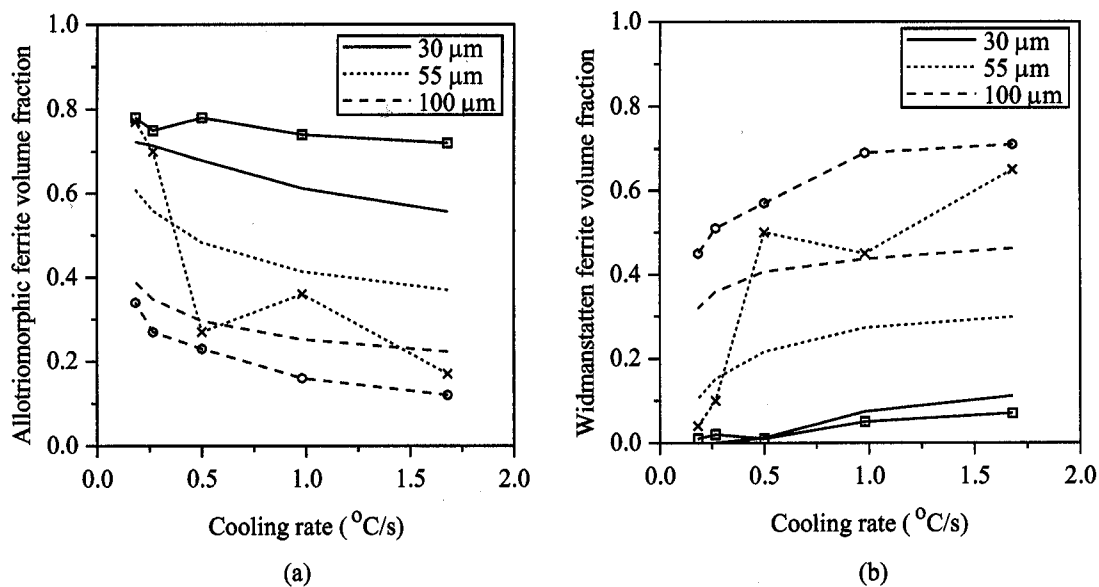 1.0
0.8
0.6
0.4
0.2
0.0
Allotriomorphic ferrite volume fraction
30 μm
55 μm
100 μm
0.0 0.5 1.0 1.5 2.0
Cooling rate ( °C/s)
(a)
1.0
0.8
0.6
0.4
0.2
0.0
Widmanstatten ferrite volume fraction
30 μm
55 μm
100 μm
0.0 0.5 1.0 1.5 2.0
Cooling rate ( °C/s)
(b)